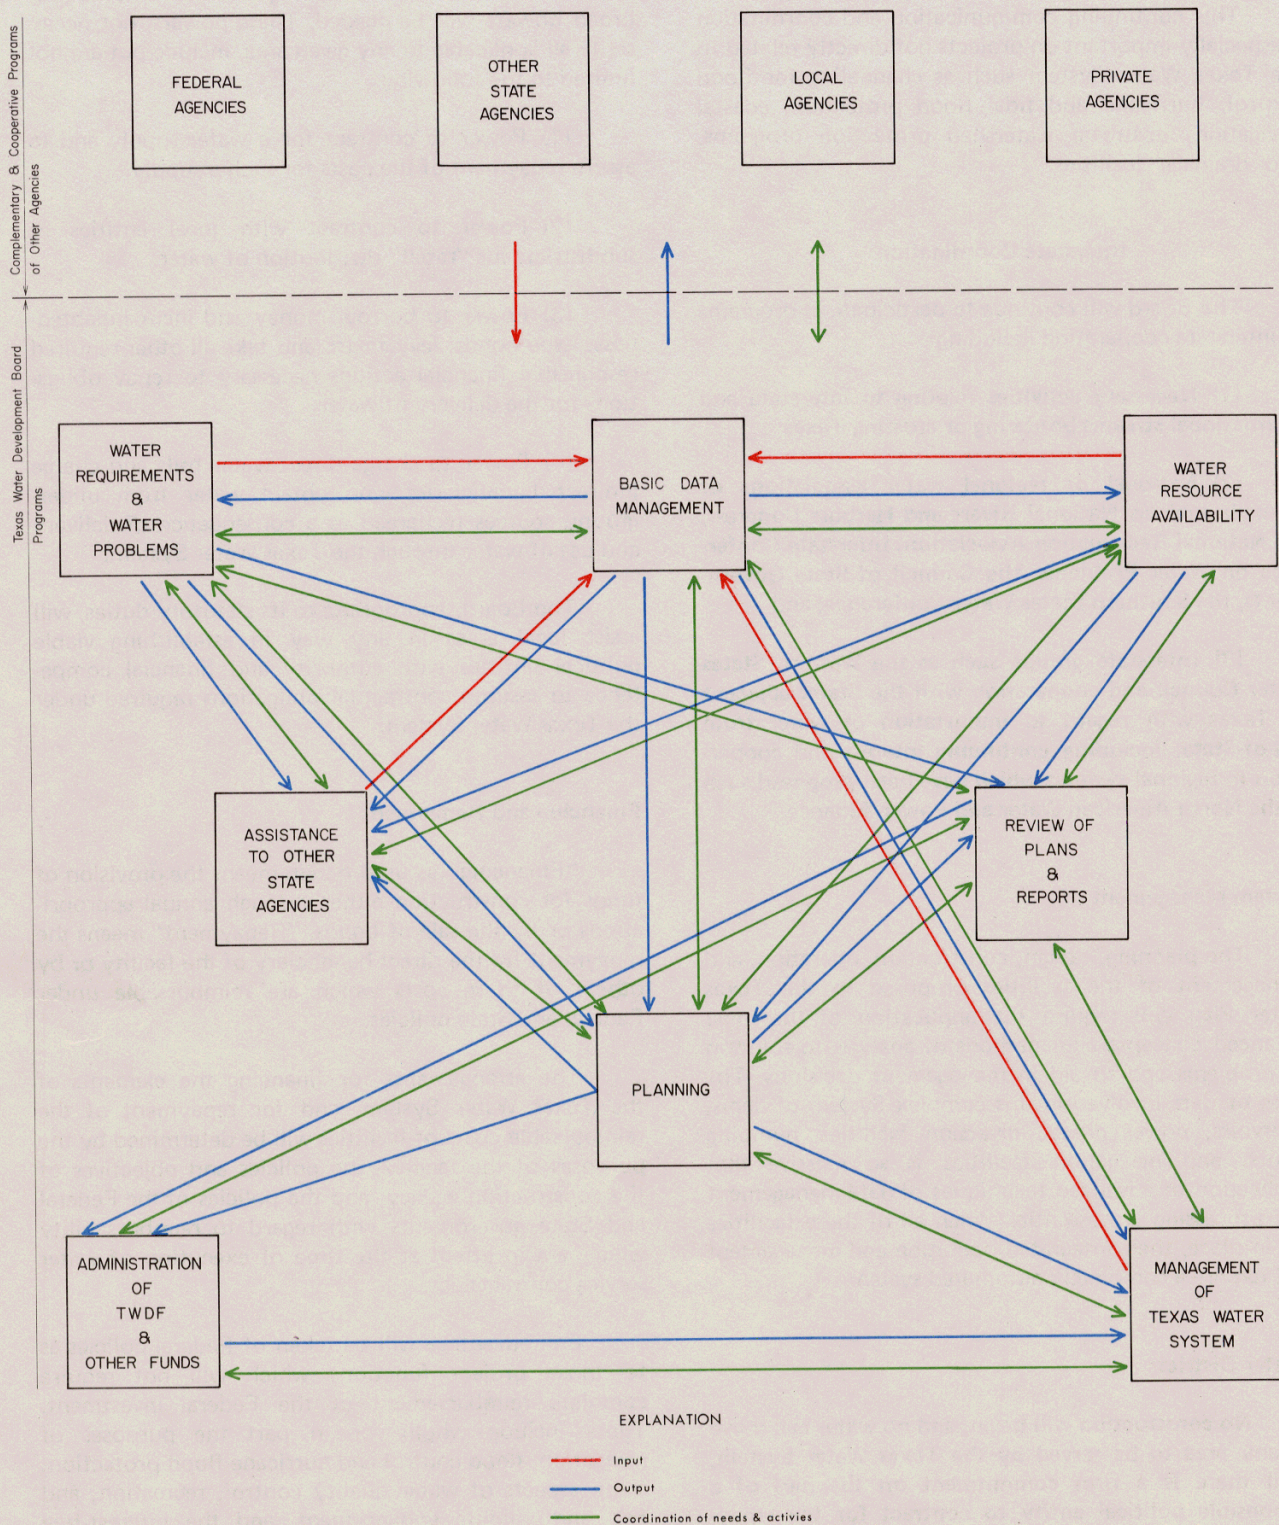 Complementary & Cooperative Programs
of Other Agencies
FEDERAL
AGENCIES
OTHER
STATE
AGENCIES
LOCAL
AGENCIES
PRIVATE
AGENCIES
Texas Water Development Board
Programs
WATER
REQUIREMENTS
&
WATER
PROBLEMS
BASIC DATA
MANAGEMENT
WATER
RESOURCE
AVAILABILITY
ASSISTANCE
TO OTHER
STATE
AGENCIES
REVIEW OF
PLANS
&
REPORTS
PLANNING
ADMINISTRATION
OF
TWDF
&
OTHER FUNDS
MANAGEMENT
OF
TEXAS WATER
SYSTEM
EXPLANATION
Input
Output
Coordination of needs & activies